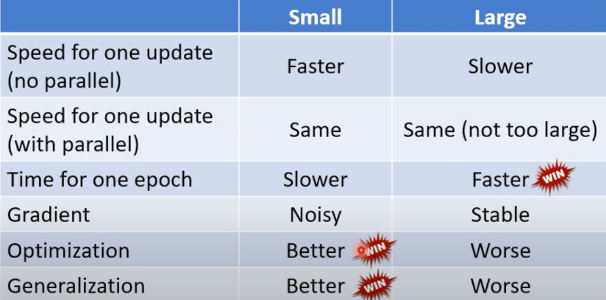 Small Large
Speed for one update
(no parallel)
Faster Slower
Speed for one update
(with parallel)
Same Same (not too large)
Time for one epoch Slower Faster WIN
Gradient Noisy Stable
Optimization Better WIN Worse
Generalization Better WIN Worse